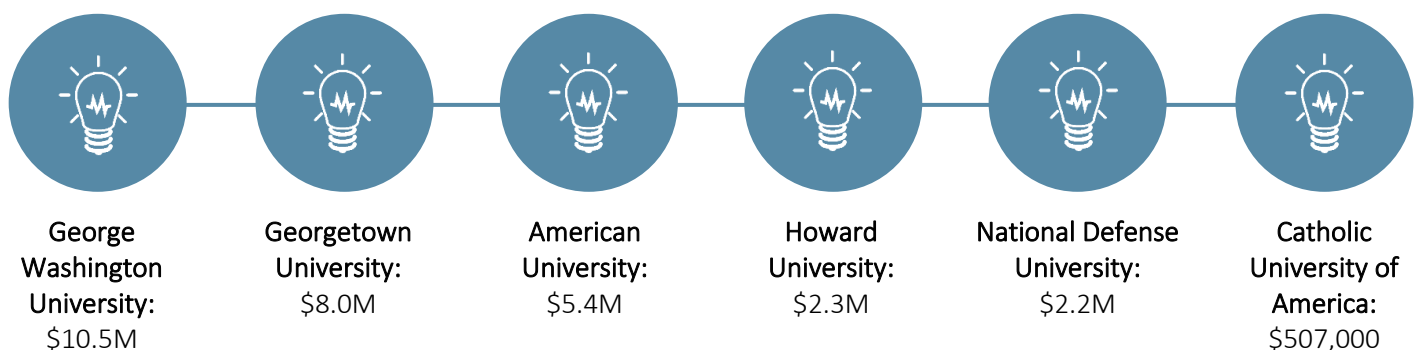 George
Washington
University:
$10.5M
Georgetown
University:
$8.0M
American
University:
$5.4M
Howard
University:
$2.3M
National Defense
University:
$2.2M
Catholic
University of
America:
$507,000